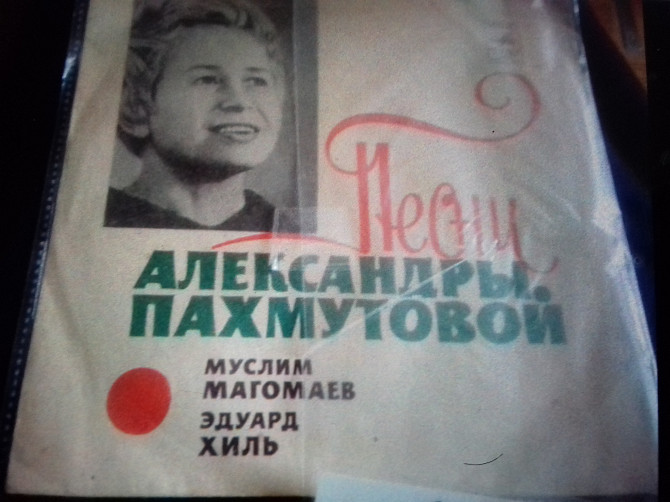 Песни
АЛЕКСАНДРЫ
ПАХМУТОВОЙ
МУСЛИМ
МАГОМАЕВ
ЭДУАРД
ХИЛЬ